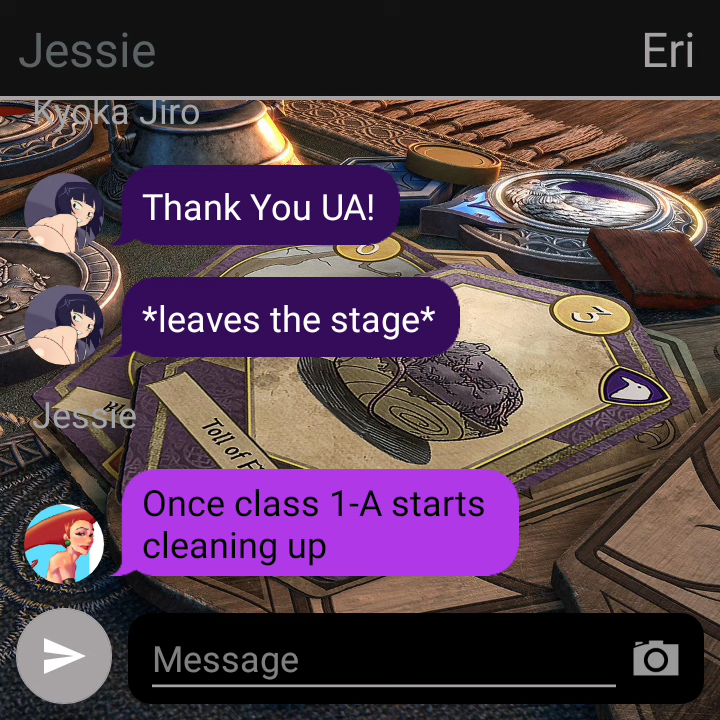 Jessie
Eri
Kyoka Jiro
Thank You UA!
6
*leaves the stage*
3
Jessie
Toll of
Once class 1-A starts
cleaning up
Message